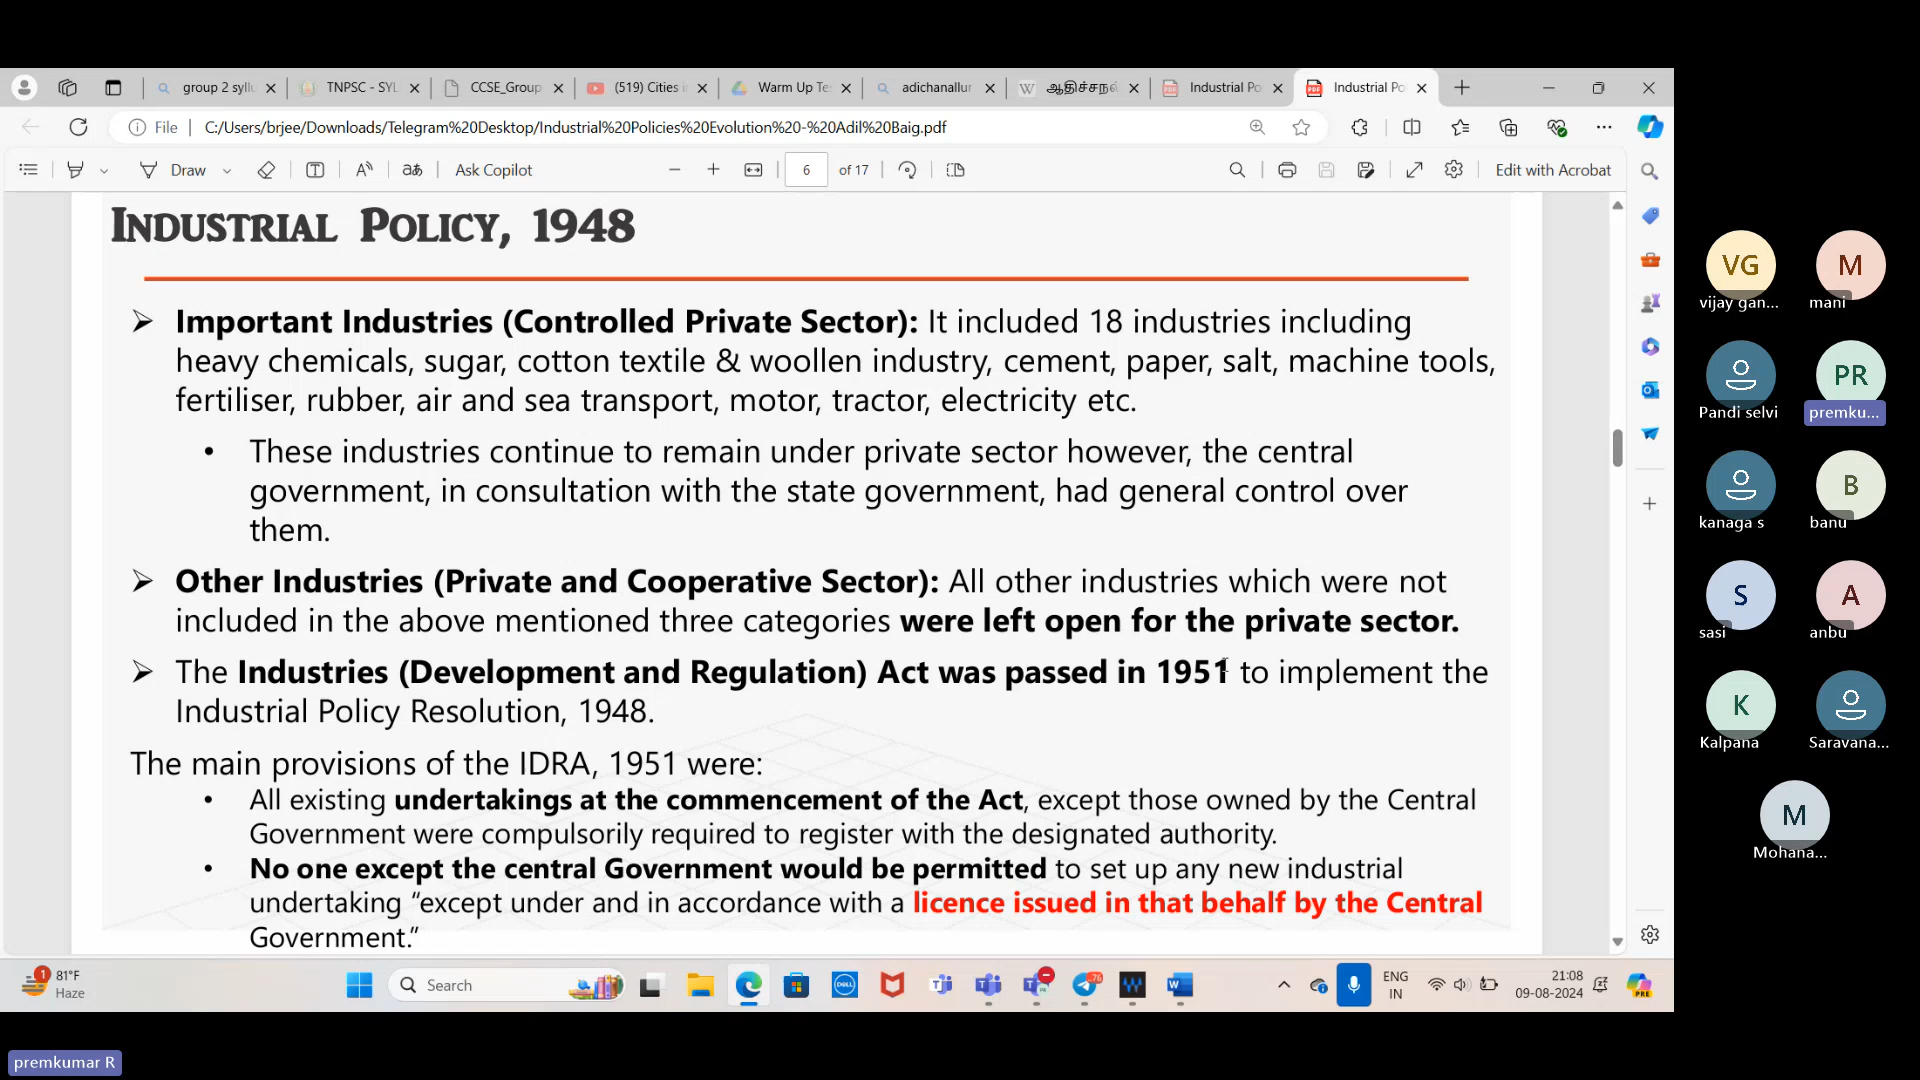 group 2 syllu
TNPSC - SYL
CCSE_Group
(519) Cities i
Warm Up Te
adichanallur
ஆதிச்சநல்
Industrial Po
Industrial Po
File
C:/Users/brjee/Downloads/Telegram%20Desktop/Industrial%20Policies%20Evolution%20-%20Adil%20Baig.pdf
Draw
Ask Copilot
6
of 17
Edit with Acrobat
INDUSTRIAL POLICY, 1948
Important Industries (Controlled Private Sector): It included 18 industries including
heavy chemicals, sugar, cotton textile & woollen industry, cement, paper, salt, machine tools,
fertiliser, rubber, air and sea transport, motor, tractor, electricity etc.
• These industries continue to remain under private sector however, the central
government, in consultation with the state government, had general control over
them.
Other Industries (Private and Cooperative Sector): All other industries which were not
included in the above mentioned three categories were left open for the private sector.
The Industries (Development and Regulation) Act was passed in 1951 to implement the
Industrial Policy Resolution, 1948.
The main provisions of the IDRA, 1951 were:
• All existing undertakings at the commencement of the Act, except those owned by the Central
Government were compulsorily required to register with the designated authority.
• No one except the central Government would be permitted to set up any new industrial
undertaking “except under and in accordance with a licence issued in that behalf by the Central
Government.”
VG
vijay gan...
M
mani
Pandi selvi
PR
premku...
kanaga s
B
banu
S
sasi
A
anbu
K
Kalpana
Saravana...
M
Mohana...
1
81°F
Haze
Search
DELL
76
W
ENG
IN
21:08
09-08-2024
PRE
premkumar R